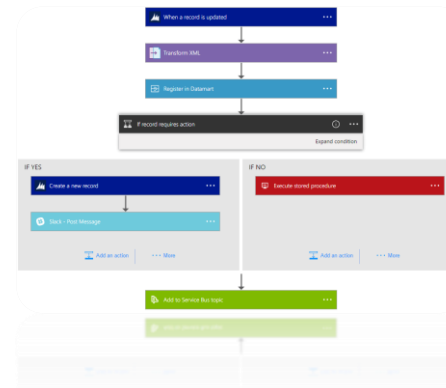 When a record is updated
Transform XML
Register in Datamart
If record requires action
Expand condition
IF YES
IF NO
Create a new record
Execute stored procedure
Slack - Post Message
Add an action
More
Add an action
More
Add to Service Bus topic